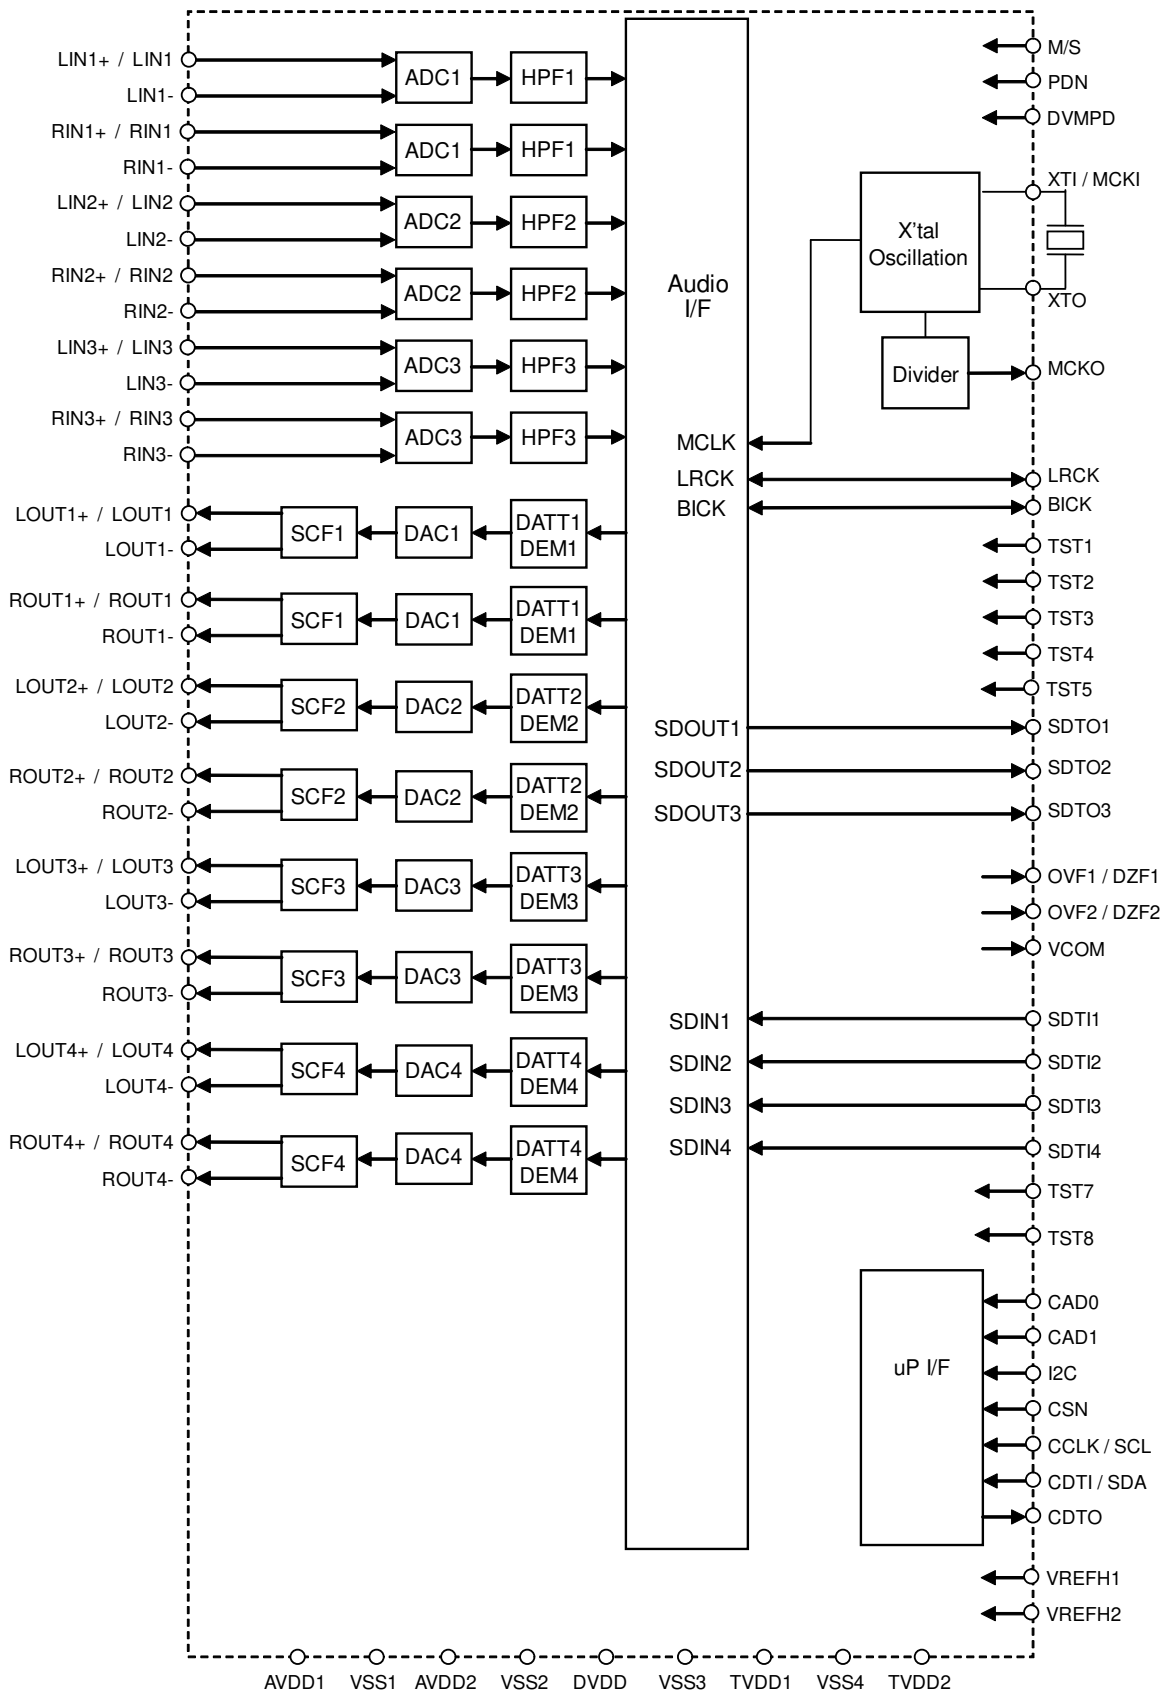 LIN1+ / LIN1
LIN1-
RIN1+ / RIN1
RIN1-
LIN2+ / LIN2
LIN2-
RIN2+ / RIN2
RIN2-
LIN3+ / LIN3
LIN3-
RIN3+ / RIN3
RIN3-
LOUT1+ / LOUT1
LOUT1-
ROUT1+ / ROUT1
ROUT1-
LOUT2+ / LOUT2
LOUT2-
ROUT2+ / ROUT2
ROUT2-
LOUT3+ / LOUT3
LOUT3-
ROUT3+ / ROUT3
ROUT3-
LOUT4+ / LOUT4
LOUT4-
ROUT4+ / ROUT4
ROUT4-
ADC1
HPF1
ADC1
HPF1
ADC2
HPF2
ADC2
HPF2
ADC3
HPF3
ADC3
HPF3
SCF1
DAC1
DATT1
DEM1
SCF1
DAC1
DATT1
DEM1
SCF2
DAC2
DATT2
DEM2
SCF2
DAC2
DATT2
DEM2
SCF3
DAC3
DATT3
DEM3
SCF3
DAC3
DATT3
DEM3
SCF4
DAC4
DATT4
DEM4
SCF4
DAC4
DATT4
DEM4
Audio
I/F
MCLK
LRCK
BICK
SDOUT1
SDOUT2
SDOUT3
SDIN1
SDIN2
SDIN3
SDIN4
X'tal
Oscillation
Divider
uP I/F
M/S
PDN
DVMPD
XTI / MCKI
XTO
MCKO
LRCK
BICK
TST1
TST2
TST3
TST4
TST5
SDTO1
SDTO2
SDTO3
OVF1 / DZF1
OVF2 / DZF2
VCOM
SDTI1
SDTI2
SDTI3
SDTI4
TST7
TST8
CAD0
CAD1
I2C
CSN
CCLK / SCL
CDTI / SDA
CDTO
VREFH1
VREFH2
AVDD1
VSS1
AVDD2
VSS2
DVDD
VSS3
TVDD1
VSS4
TVDD2